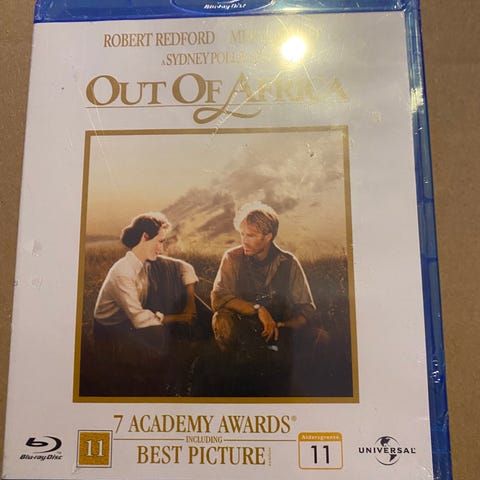 Blu-ray Disc
ROBERT REDFORD
A SYDNEY
OUT OF AFRICA
7 ACADEMY AWARDS®
INCLUDING
BEST PICTURE
Blu-ray Disc
11
Aldersgrense
11
UNIVERSAL